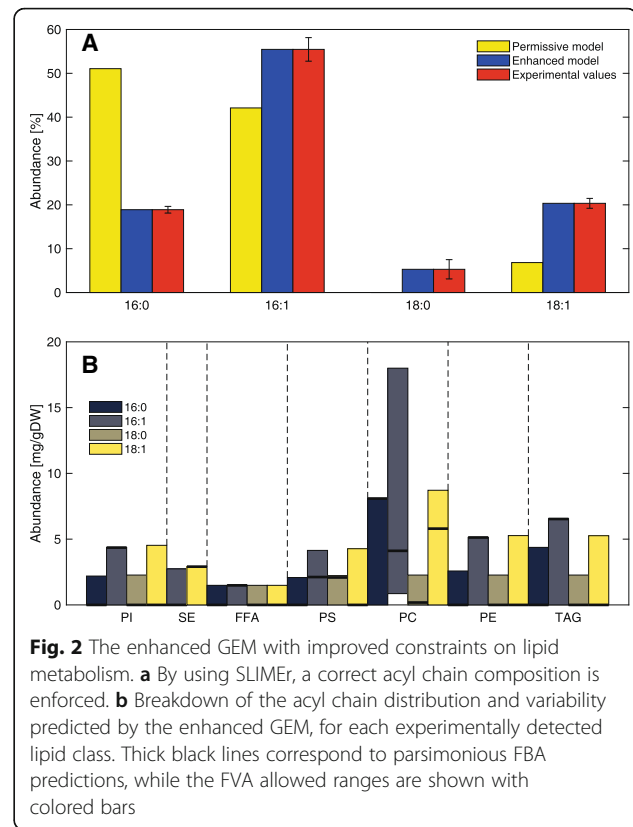 A
Permissive model
Enhanced model
Experimental values
Abundance [%]
60
50
40
30
20
10
0
16:0 16:1 18:0 18:1
B
16:0
16:1
18:0
18:1
Abundance [mg/gDW]
20
15
10
5
0
PI SE FFA PS PC PE TAG
Fig. 2 The enhanced GEM with improved constraints on lipid
metabolism. a By using SLIMEr, a correct acyl chain composition is
enforced. b Breakdown of the acyl chain distribution and variability
predicted by the enhanced GEM, for each experimentally detected
lipid class. Thick black lines correspond to parsimonious FBA
predictions, while the FVA allowed ranges are shown with
colored bars